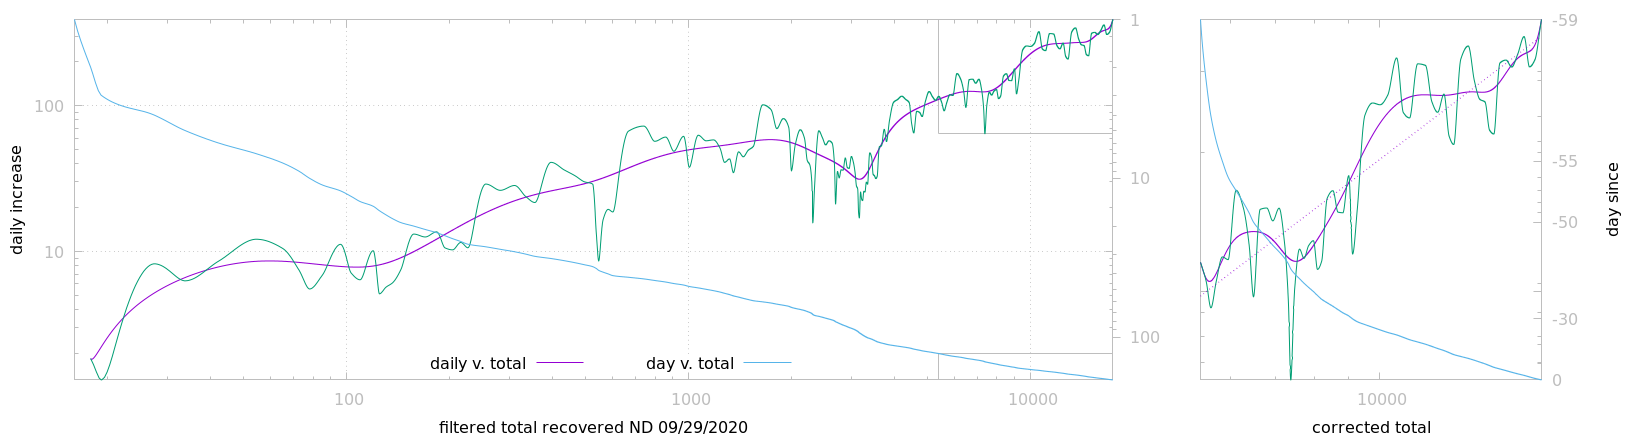 daily increase
100
10
daily v. total
day v. total
100
1000
10000
filtered total recovered ND 09/29/2020
1
10
100
10000
corrected total
-59
-55
-50
-30
0
day since